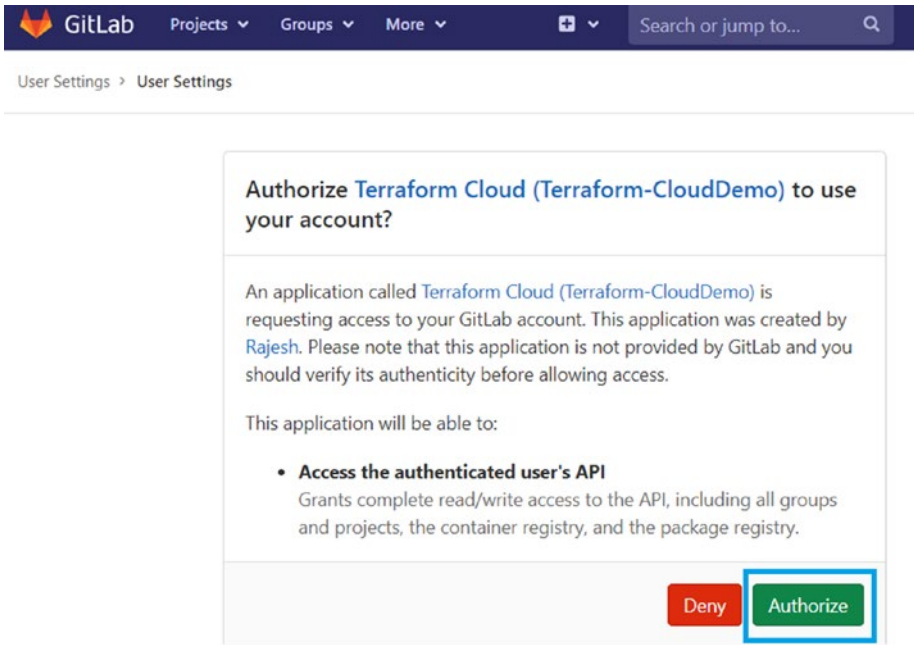 GitLab Projects Groups More Search or jump to...
User Settings > User Settings
Authorize Terraform Cloud (Terraform-CloudDemo) to use
your account?
An application called Terraform Cloud (Terraform-CloudDemo) is
requesting access to your GitLab account. This application was created by
Rajesh. Please note that this application is not provided by GitLab and you
should verify its authenticity before allowing access.
This application will be able to:
• Access the authenticated user's API
Grants complete read/write access to the API, including all groups
and projects, the container registry, and the package registry.
Deny Authorize